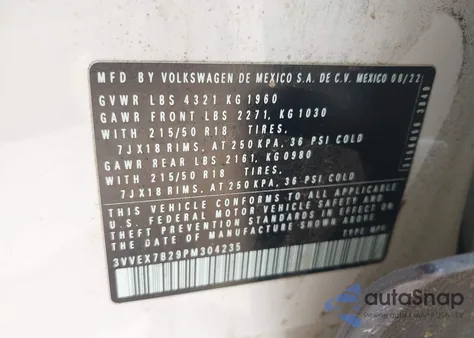 MFD BY VOLKSWAGEN DE MEXICO S.A. DE C.V. MEXICO 08/22
GVWR LBS 4321 KG 1960
GAWR FRONT LBS 2271, KG 1030
WITH 215/50 R18 TIRES,
7JX18 RIMS, AT 250 KPA, 36 PSI COLD
GAWR REAR LBS 2161, KG 0980
WITH 215/50 R18 TIRES,
7JX18 RIMS, AT 250 KPA, 36 PSI COLD
THIS VEHICLE CONFORMS TO ALL APPLICABLE
U.S. FEDERAL MOTOR VEHICLE SAFETY AND
THEFT PREVENTION STANDARDS IN EFFECT ON
THE DATE OF MANUFACTURE SHOWN ABOVE.
3VVEX7B29PM304235 TYPE MPV
autoSnap